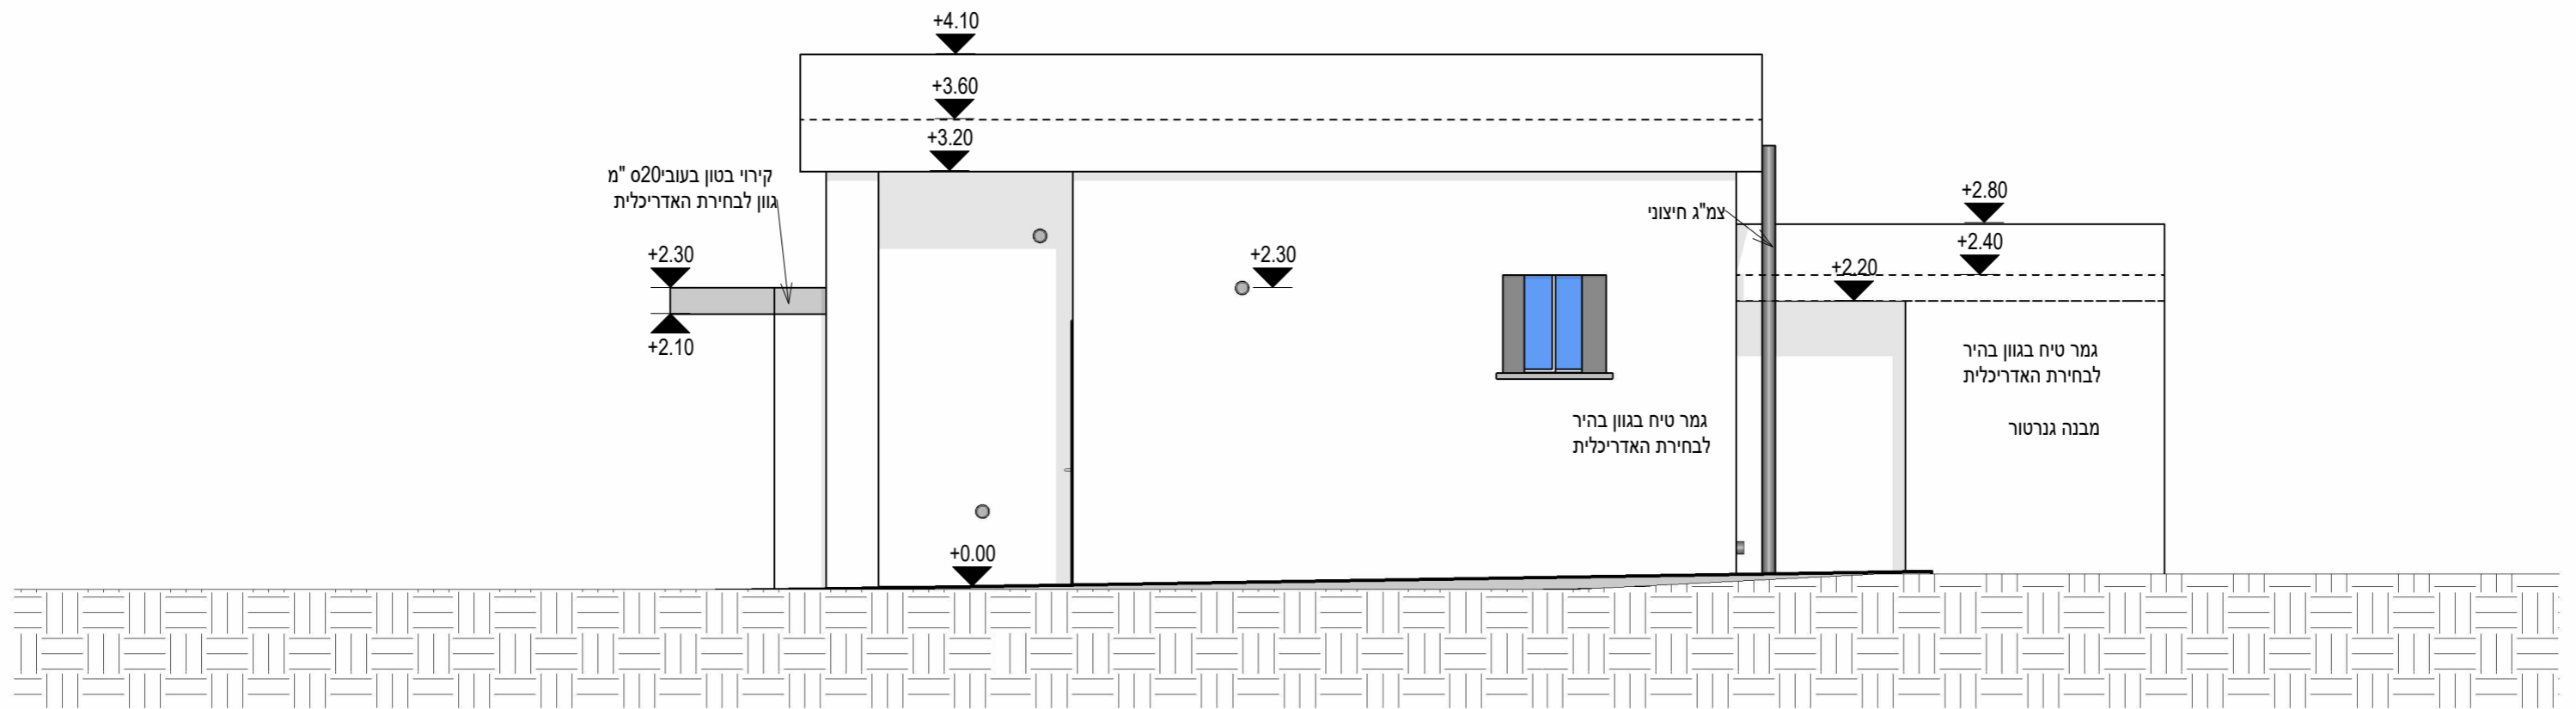 +4.10
+3.60
+3.20
קירוי בטון בעובי20ס "מ
גוון לבחירת האדריכלית
+2.30
+2.10
+2.30
+0.00
צמ"ג חיצוני
+2.80
+2.40
+2.20
גמר טיח בגוון בהיר
לבחירת האדריכלית
גמר טיח בגוון בהיר
לבחירת האדריכלית
מבנה גנרטור